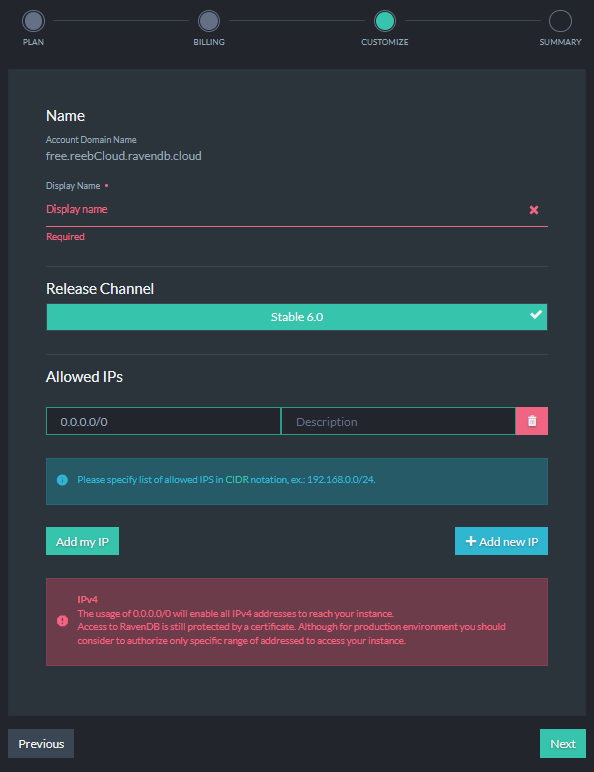 PLAN
BILLING
CUSTOMIZE
SUMMARY
Name
Account Domain Name
free.reebCloud.ravendb.cloud
Display Name •
Display name
Required
Release Channel
Stable 6.0
Allowed IPs
0.0.0.0/0
Description
Please specify list of allowed IPS in CIDR notation, ex.: 192.168.0.0/24.
Add my IP
Add new IP
IPv4
The usage of 0.0.0.0/0 will enable all IPv4 addresses to reach your instance.
Access to RavenDB is still protected by a certificate. Although for production environment you should
consider to authorize only specific range of addressed to access your instance.
Previous
Next